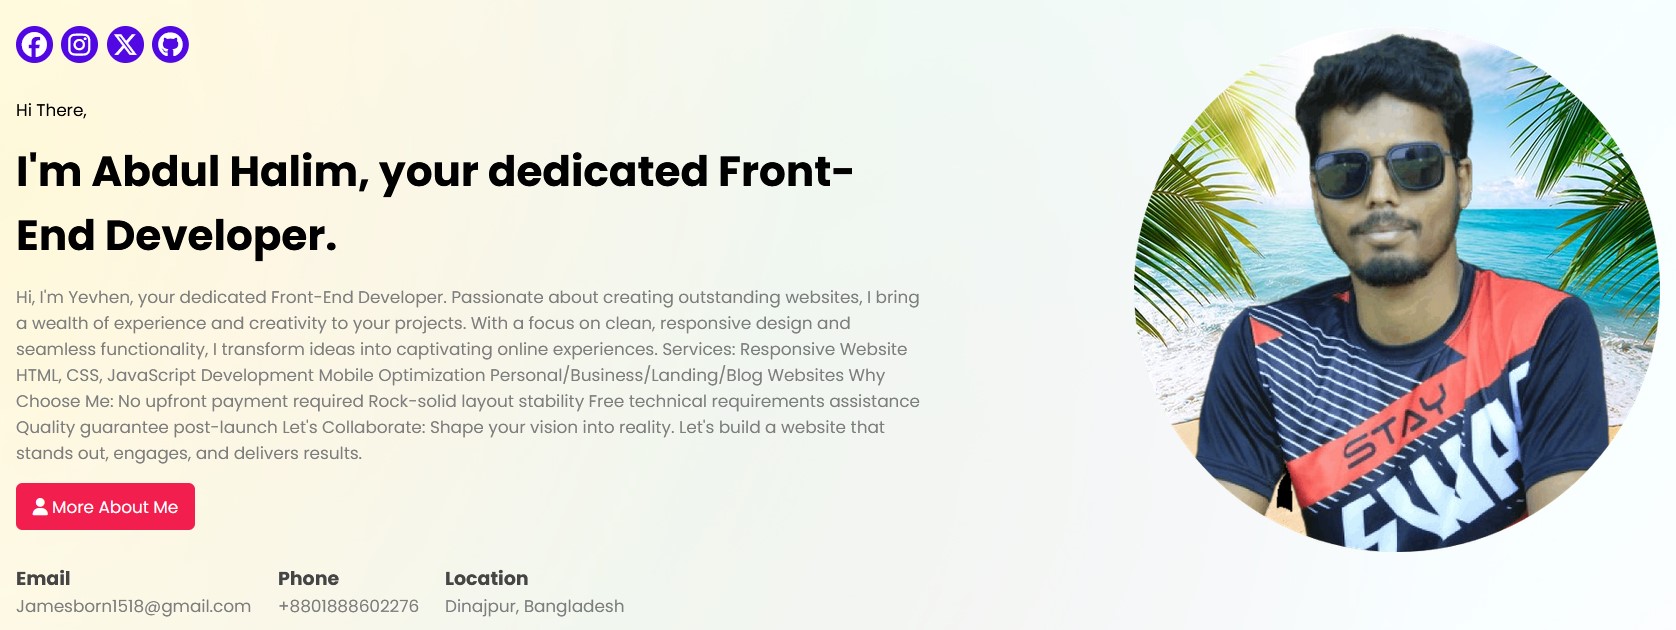 Hi There,
I'm Abdul Halim, your dedicated Front-
End Developer.
Hi, I'm Yevhen, your dedicated Front-End Developer. Passionate about creating outstanding websites, I bring
a wealth of experience and creativity to your projects. With a focus on clean, responsive design and
seamless functionality, I transform ideas into captivating online experiences. Services: Responsive Website
HTML, CSS, JavaScript Development Mobile Optimization Personal/Business/Landing/Blog Websites Why
Choose Me: No upfront payment required Rock-solid layout stability Free technical requirements assistance
Quality guarantee post-launch Let's Collaborate: Shape your vision into reality. Let's build a website that
stands out, engages, and delivers results.
More About Me
Email Phone Location
Jamesborn1518@gmail.com +8801888602276 Dinajpur, Bangladesh
STAY